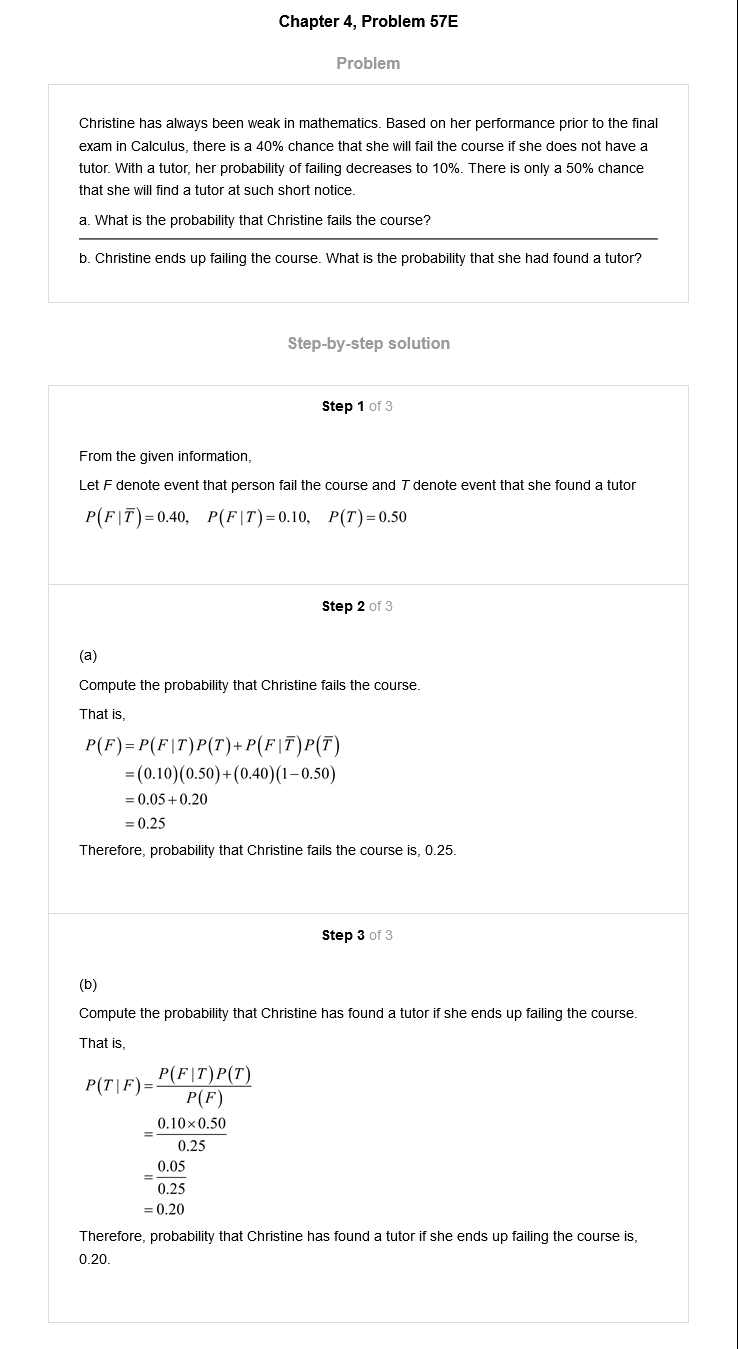 Chapter 4, Problem 57E
Problem
Christine has always been weak in mathematics. Based on her performance prior to the final
exam in Calculus, there is a 40% chance that she will fail the course if she does not have a
tutor. With a tutor, her probability of failing decreases to 10%. There is only a 50% chance
that she will find a tutor at such short notice.
a. What is the probability that Christine fails the course?
b. Christine ends up failing the course. What is the probability that she had found a tutor?
Step-by-step solution
Step 1 of 3
From the given information,
Let F denote event that person fail the course and T denote event that she found a tutor
P(F|T̅)=0.40, P(F|T)=0.10, P(T)=0.50
Step 2 of 3
(a)
Compute the probability that Christine fails the course.
That is,
P(F)=P(F|T)P(T)+P(F|T̅)P(T̅)
=(0.10)(0.50)+(0.40)(1−0.50)
=0.05+0.20
=0.25
Therefore, probability that Christine fails the course is, 0.25.
Step 3 of 3
(b)
Compute the probability that Christine has found a tutor if she ends up failing the course.
That is,
P(T|F)=P(F|T)P(T)
P(F)
=0.10×0.50
0.25
=0.05
0.25
=0.20
Therefore, probability that Christine has found a tutor if she ends up failing the course is,
0.20.